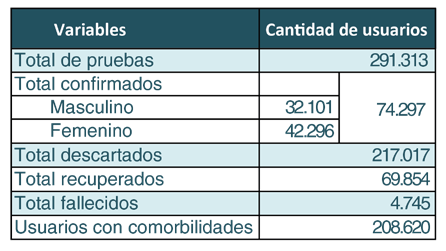 Variables Cantidad de usuarios
Total de pruebas 291.313
Total confirmados
Masculino 32.101 74.297
Femenino 42.296
Total descartados 217.017
Total recuperados 69.854
Total fallecidos 4.745
Usuarios con comorbilidades 208.620